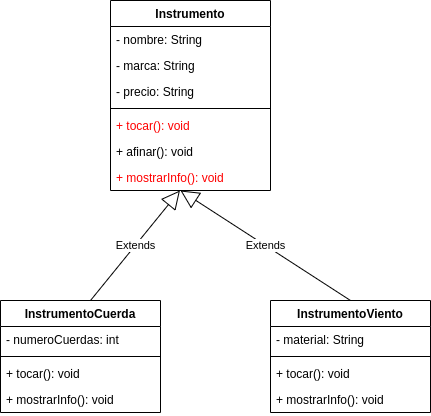 Instrumento
- nombre: String
- marca: String
- precio: String
+ tocar(): void
+ afinar(): void
+ mostrarInfo(): void
Extends
Extends
InstrumentoCuerda
- numeroCuerdas: int
+ tocar(): void
+ mostrarInfo(): void
InstrumentoViento
- material: String
+ tocar(): void
+ mostrarInfo(): void